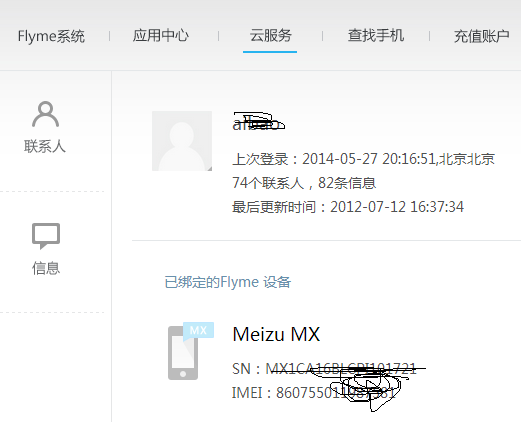 Flyme系统 应用中心 云服务 查找手机 充值账户
联系人
信息
上次登录：2014-05-27 20:16:51,北京北京
74个联系人，82条信息
最后更新时间：2012-07-12 16:37:34
已绑定的Flyme 设备
MX
Meizu MX
SN：
IMEI：